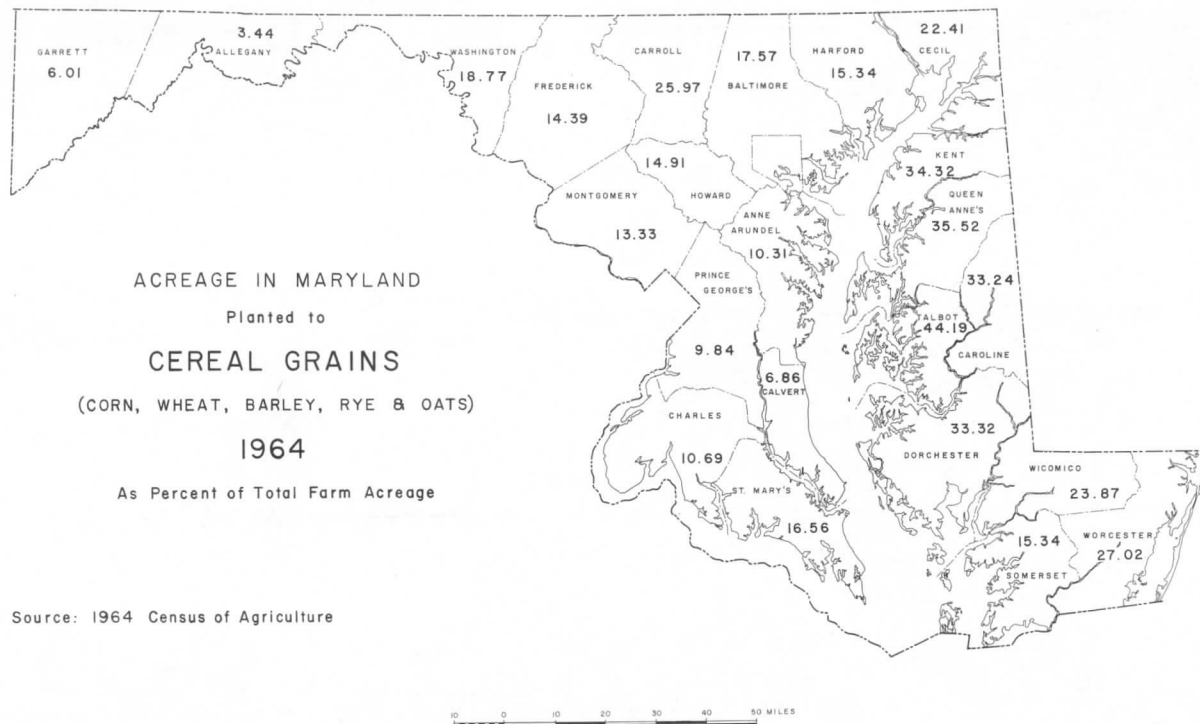 3.44
GARRETT
ALLEGANY
6.01
WASHINGTON
18.77
FREDERICK
14.39
CARROLL
25.97
17.57
BALTIMORE
HARFORD
15.34
22.41
CECIL
KENT
34.32
QUEEN
ANNE'S
35.52
14.91
HOWARD
MONTGOMERY
13.33
ANNE
ARUNDEL
10.31
PRINCE
GEORGE'S
9.84
33.24
TALBOT
44.19
CAROLINE
6.86
CALVERT
CHARLES
10.69
ST. MARY'S
16.56
33.32
DORCHESTER
WICOMICO
23.87
15.34
SOMERSET
WORCESTER
27.02
ACREAGE IN MARYLAND
Planted to
CEREAL GRAINS
(CORN, WHEAT, BARLEY, RYE & OATS)
1964
As Percent of Total Farm Acreage
Source: 1964 Census of Agriculture
10 0 10 20 30 40 50 MILES